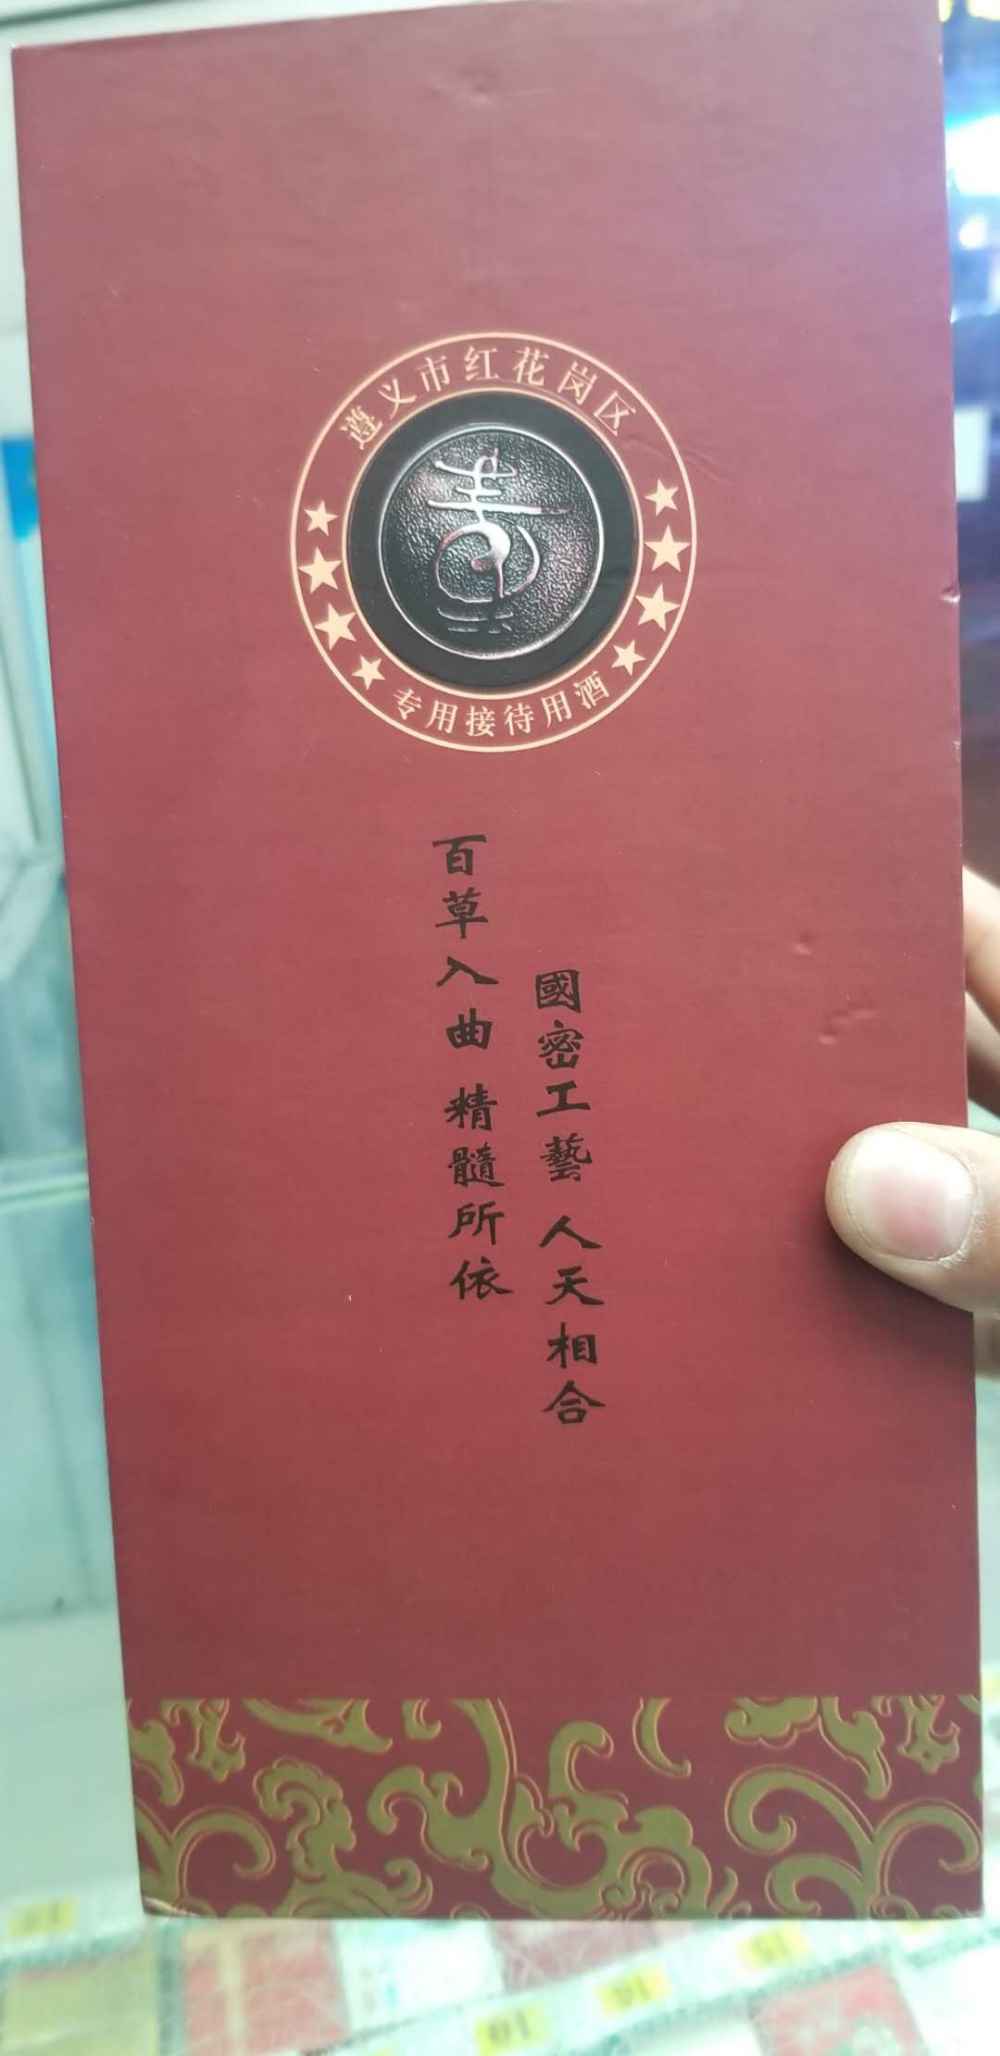 遵义市红花岗区
专用接待用酒
國密工藝 人天相合
百草入曲 精髓所依